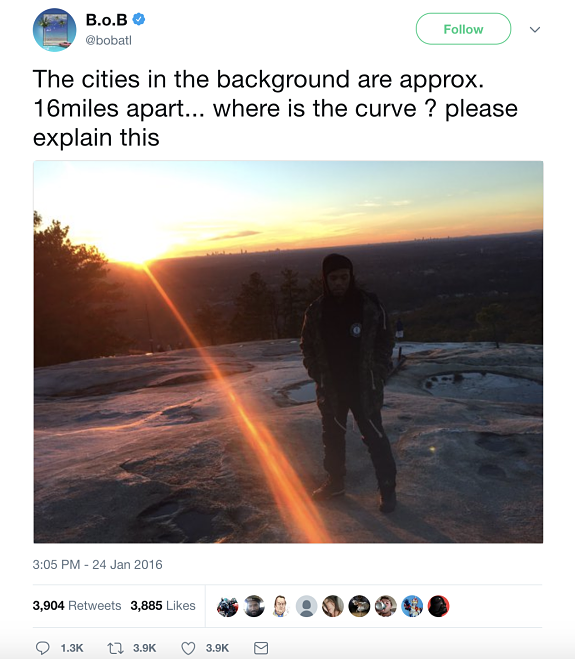 B.o.B
@bobatl
Follow
The cities in the background are approx.
16miles apart... where is the curve ? please
explain this
3:05 PM - 24 Jan 2016
3,904 Retweets 3,885 Likes
1.3K 3.9K 3.9K